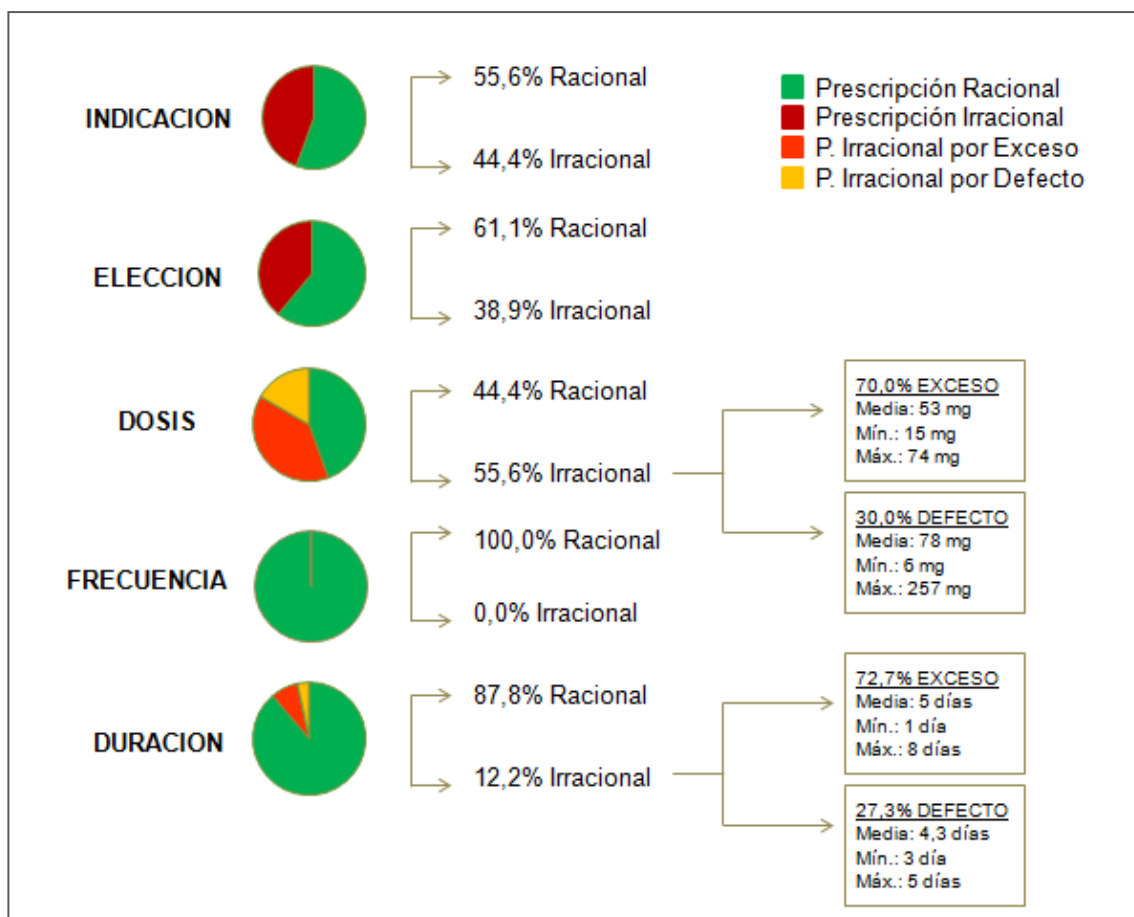 INDICACION
55,6% Racional
44,4% Irracional
Prescripción Racional
Prescripción Irracional
P. Irracional por Exceso
P. Irracional por Defecto
ELECCION
61,1% Racional
38,9% Irracional
DOSIS
44,4% Racional
55,6% Irracional
70,0% EXCESO
Media: 53 mg
Mín.: 15 mg
Máx.: 74 mg
30,0% DEFECTO
Media: 78 mg
Mín.: 6 mg
Máx.: 257 mg
FRECUENCIA
100,0% Racional
0,0% Irracional
DURACION
87,8% Racional
12,2% Irracional
72,7% EXCESO
Media: 5 días
Mín.: 1 día
Máx.: 8 días
27,3% DEFECTO
Media: 4,3 días
Mín.: 3 día
Máx.: 5 días